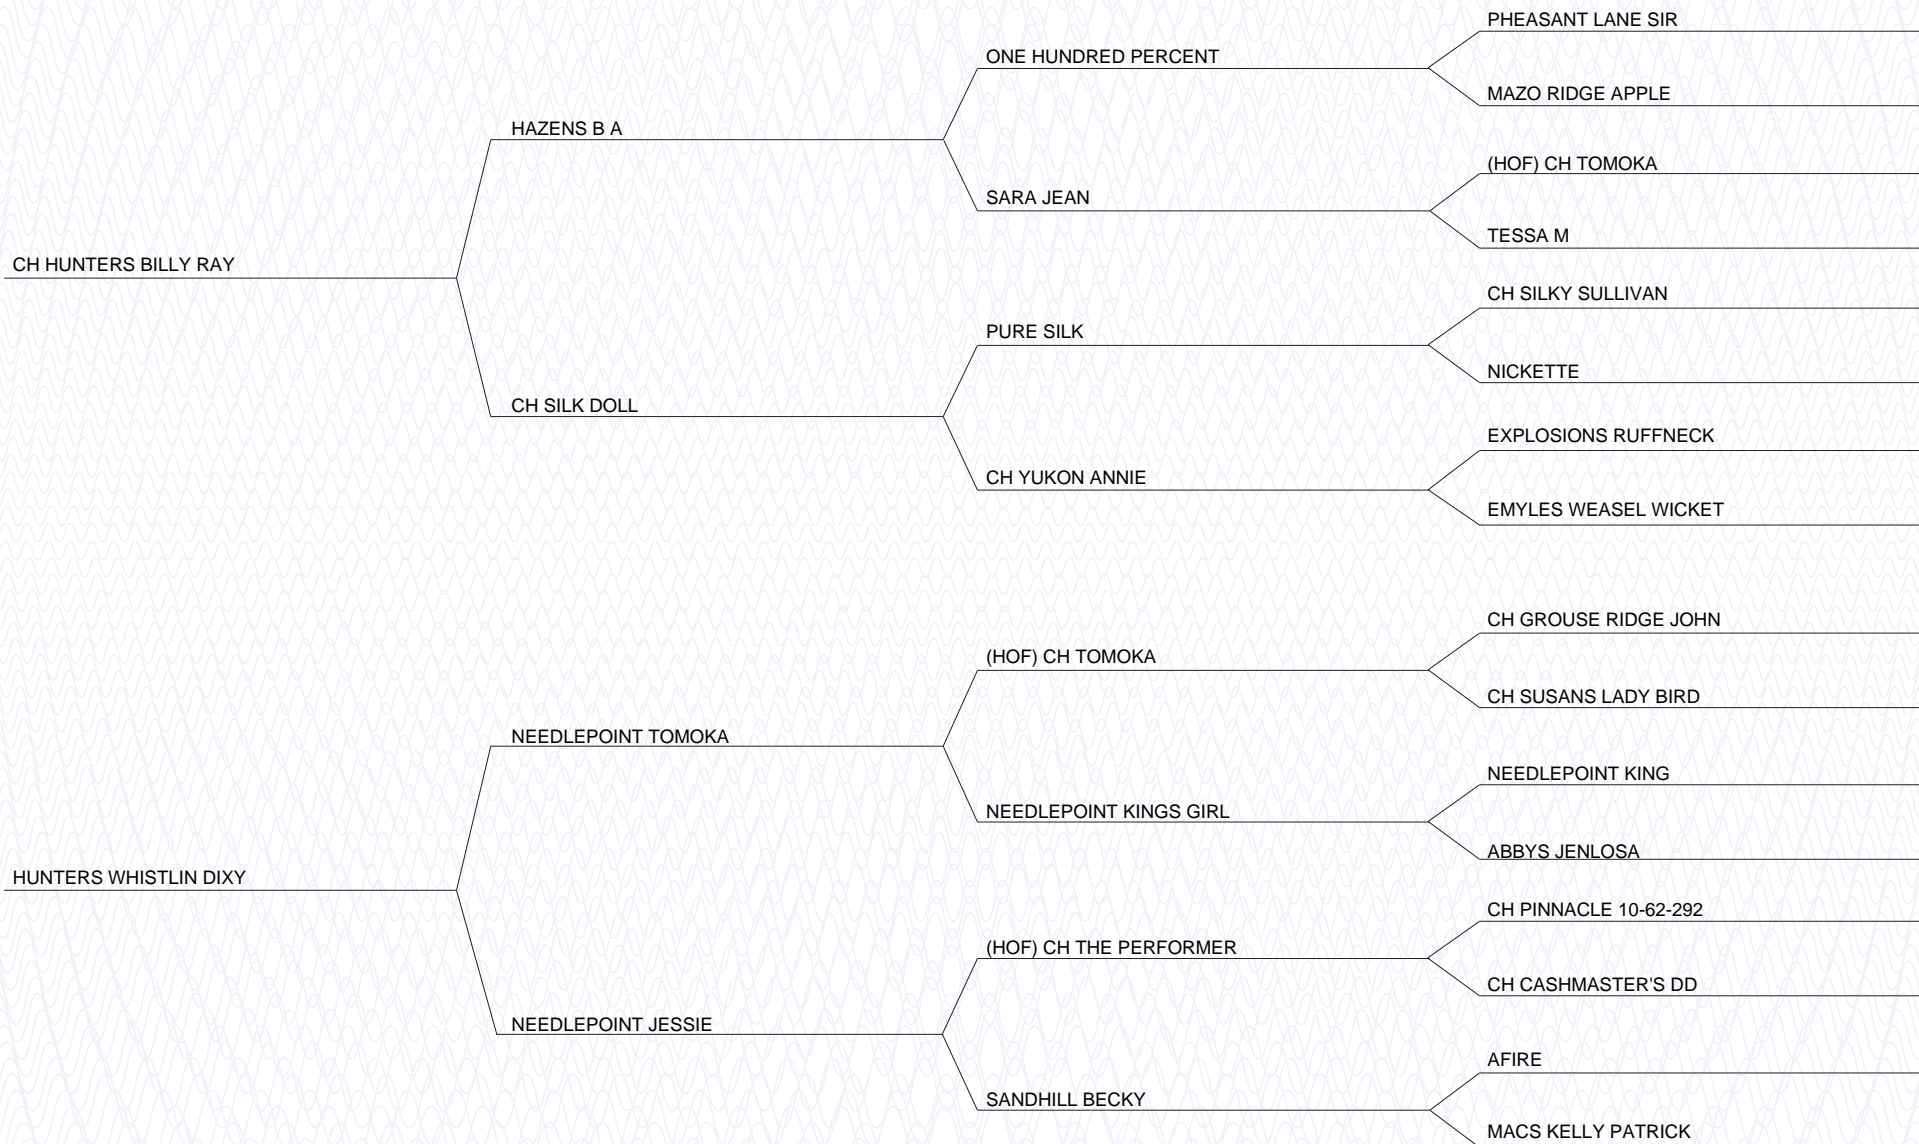 PHEASANT LANE SIR
ONE HUNDRED PERCENT
MAZO RIDGE APPLE
HAZENS B A
(HOF) CH TOMOKA
SARA JEAN
TESSA M
CH HUNTERS BILLY RAY
CH SILKY SULLIVAN
PURE SILK
NICKETTE
CH SILK DOLL
EXPLOSIONS RUFFNECK
CH YUKON ANNIE
EMYLES WEASEL WICKET
CH GROUSE RIDGE JOHN
(HOF) CH TOMOKA
CH SUSANS LADY BIRD
NEEDLEPOINT TOMOKA
NEEDLEPOINT KING
NEEDLEPOINT KINGS GIRL
ABBYS JENLOSA
HUNTERS WHISTLIN DIXY
CH PINNACLE 10-62-292
(HOF) CH THE PERFORMER
CH CASHMASTER'S DD
NEEDLEPOINT JESSIE
AFIRE
SANDHILL BECKY
MACS KELLY PATRICK